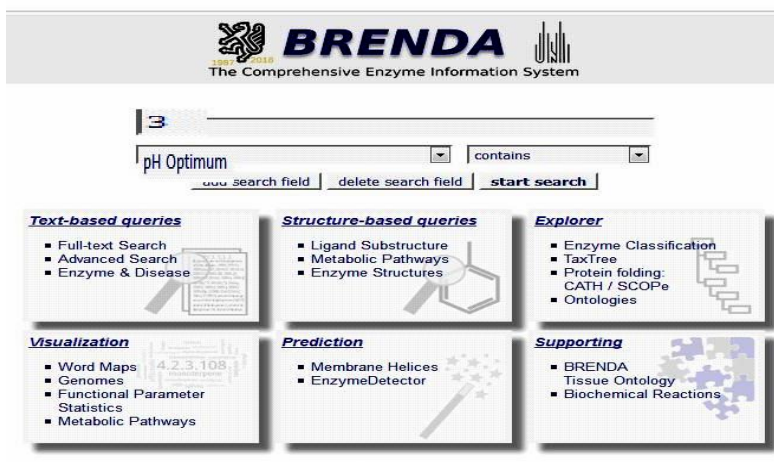 BRENDA
1987 2018
The Comprehensive Enzyme Information System
3
pH Optimum contains
add search field delete search field start search
Text-based queries
Full-text Search
Advanced Search
Enzyme & Disease
Structure-based queries
Ligand Substructure
Metabolic Pathways
Enzyme Structures
Explorer
Enzyme Classification
TaxTree
Protein folding:
CATH / SCOPe
Ontologies
Visualization
Word Maps
Genomes
Functional Parameter
Statistics
Metabolic Pathways
4.2.3.108
Prediction
Membrane Helices
EnzymeDetector
Supporting
BRENDA
Tissue Ontology
Biochemical Reactions